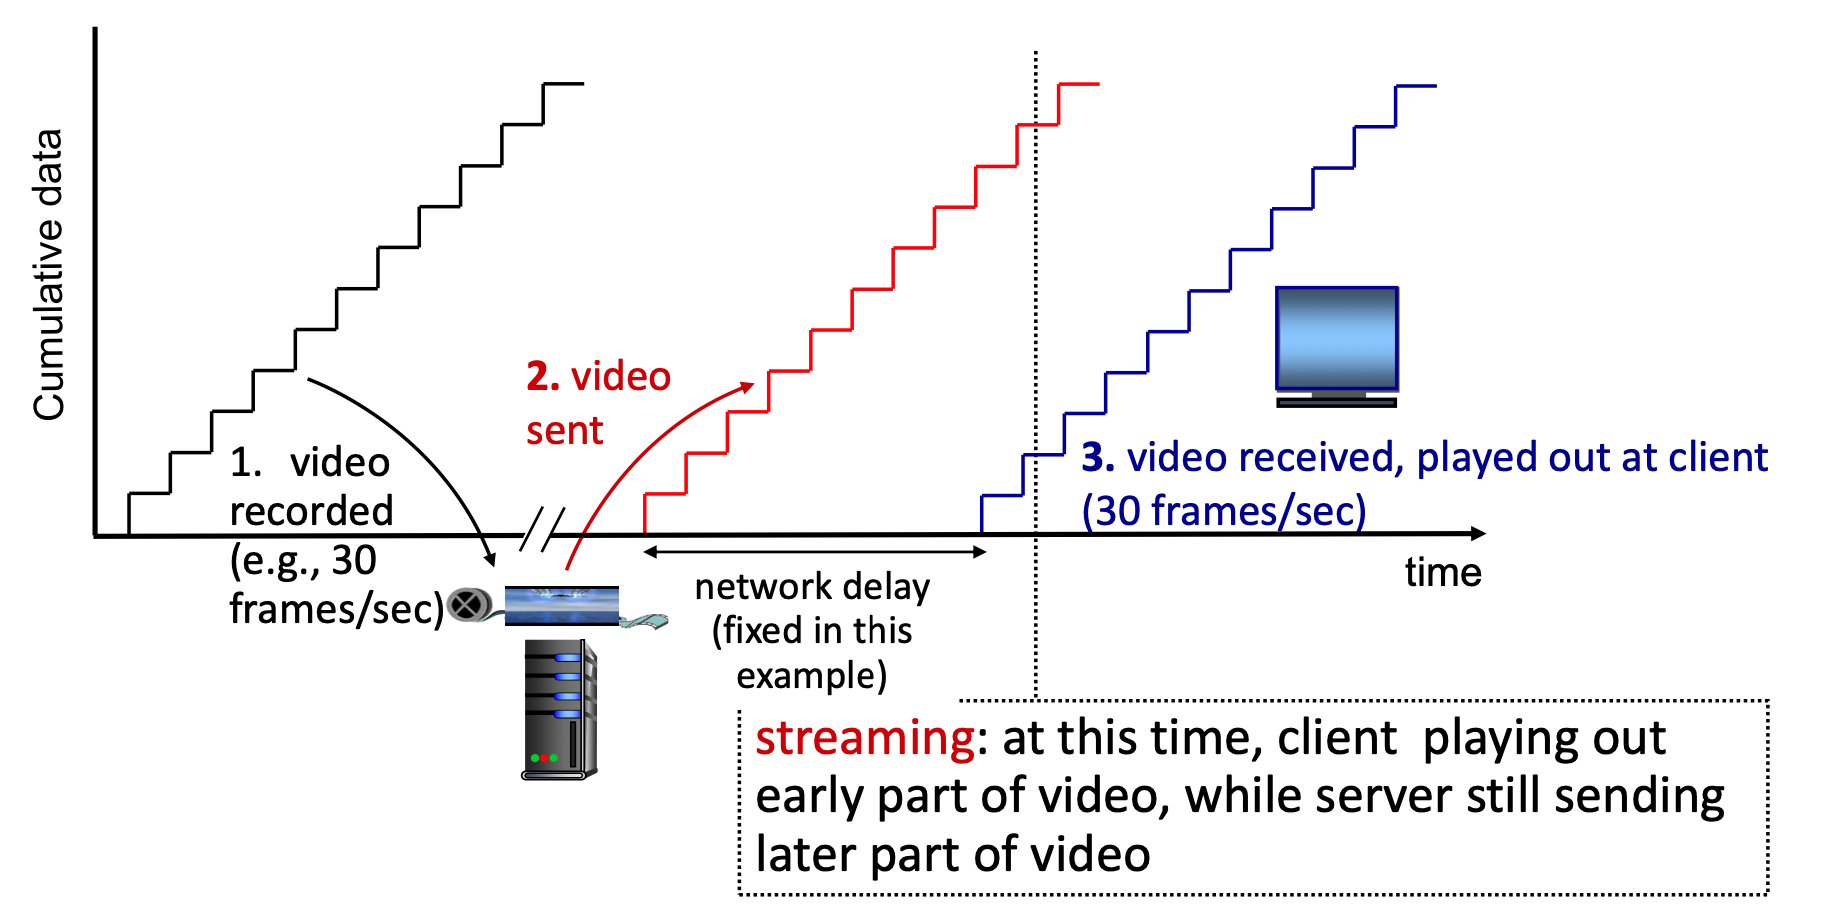 Cumulative data
1. video
recorded
(e.g., 30
frames/sec)
2. video
sent
3. video received, played out at client
(30 frames/sec)
time
network delay
(fixed in this
example)
streaming: at this time, client playing out
early part of video, while server still sending
later part of video